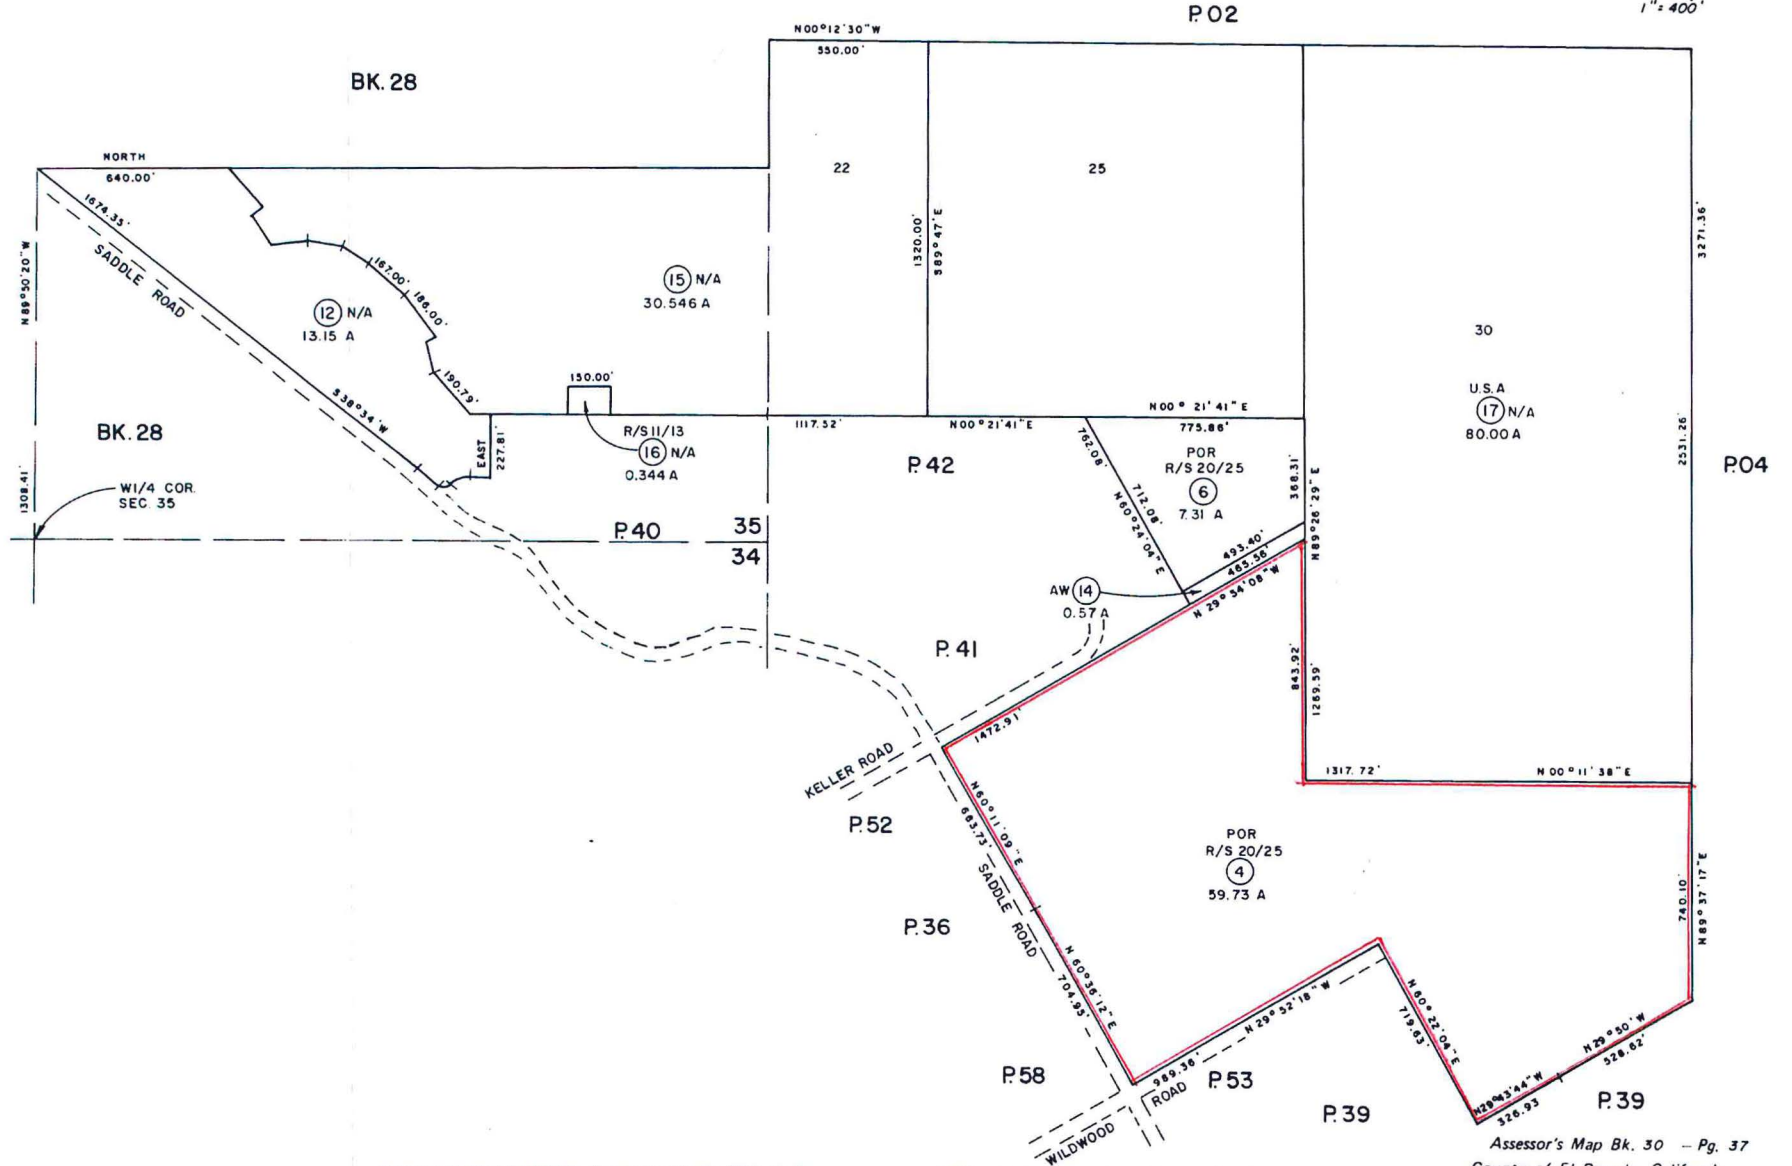 P.02
1"=400'
N00°12'30"W
550.00'
BK. 28
NORTH
640.00'
22
25
1674.35'
SADDLE ROAD
N89°50'20"W
1308.41'
167.00'
186.00'
190.79'
12 N/A
13.15 A
15 N/A
30.546 A
1320.00'
S89°47'E
3271.36'
30
U.S.A
17 N/A
80.00 A
2531.26'
P.04
S38°34'W
150.00'
EAST
227.81'
BK. 28
R/S 11/13
16 N/A
0.344 A
1117.52'
N00°21'41"E
N00°21'41"E
775.86'
P.42
762.08'
712.08'
N60°24'04"E
POR
R/S 20/25
6
7.31 A
368.31'
N89°26'29"E
W1/4 COR.
SEC. 35
P.40
35
34
493.40'
465.56'
N 29°54'08"W
AW 14
0.57 A
P.41
843.92'
1269.59'
1472.91'
KELLER ROAD
1317.72'
N00°11'38"E
P.52
N60°11'09"E
683.73'
SADDLE ROAD
POR
R/S 20/25
4
59.73 A
740.10'
N89°37'17"E
P.36
N 60°36'12"E
704.95'
N 29°52'18"W
989.36'
N 60°22'04"E
719.63'
N 29°50'W
528.62'
N29°43'44"W
326.93
P.58
P.53
P.39
P.39
WILDWOOD ROAD
Assessor's Map Bk. 30 – Pg. 37